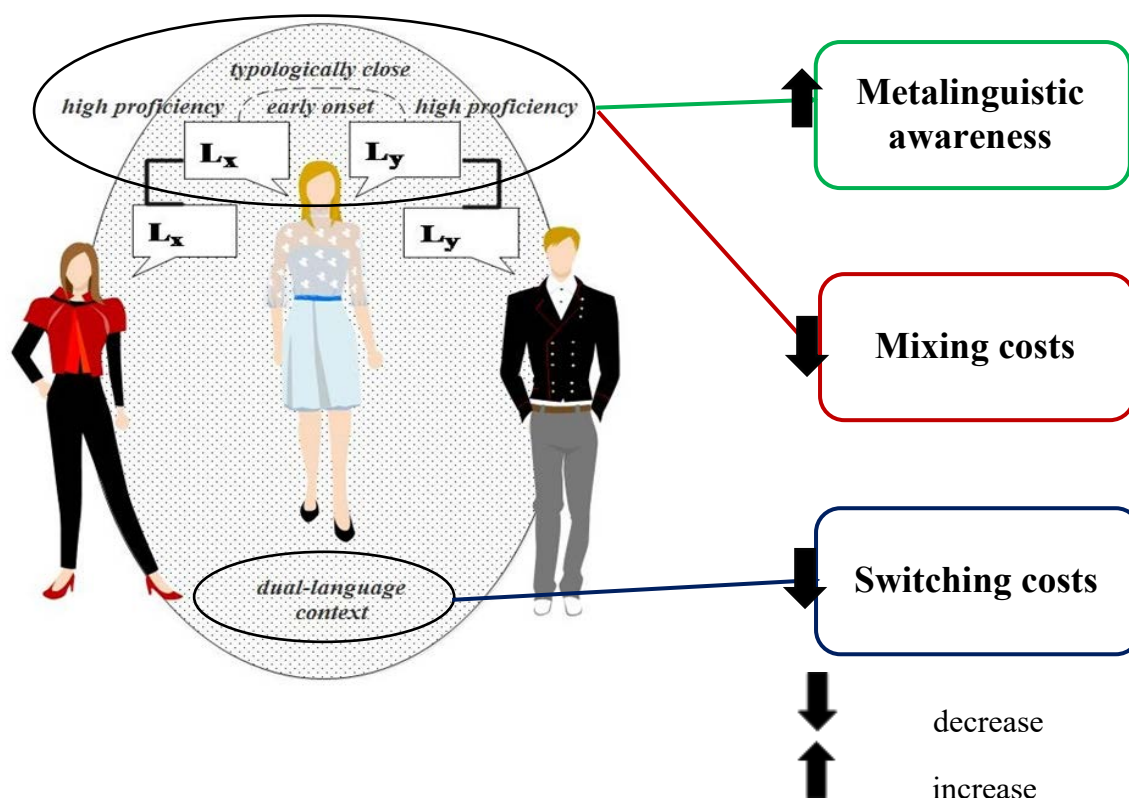 typologically close
high proficiency early onset high proficiency
Lx
Ly
Lx
Ly
dual-language
context
Metalinguistic
awareness
Mixing costs
Switching costs
decrease
increase